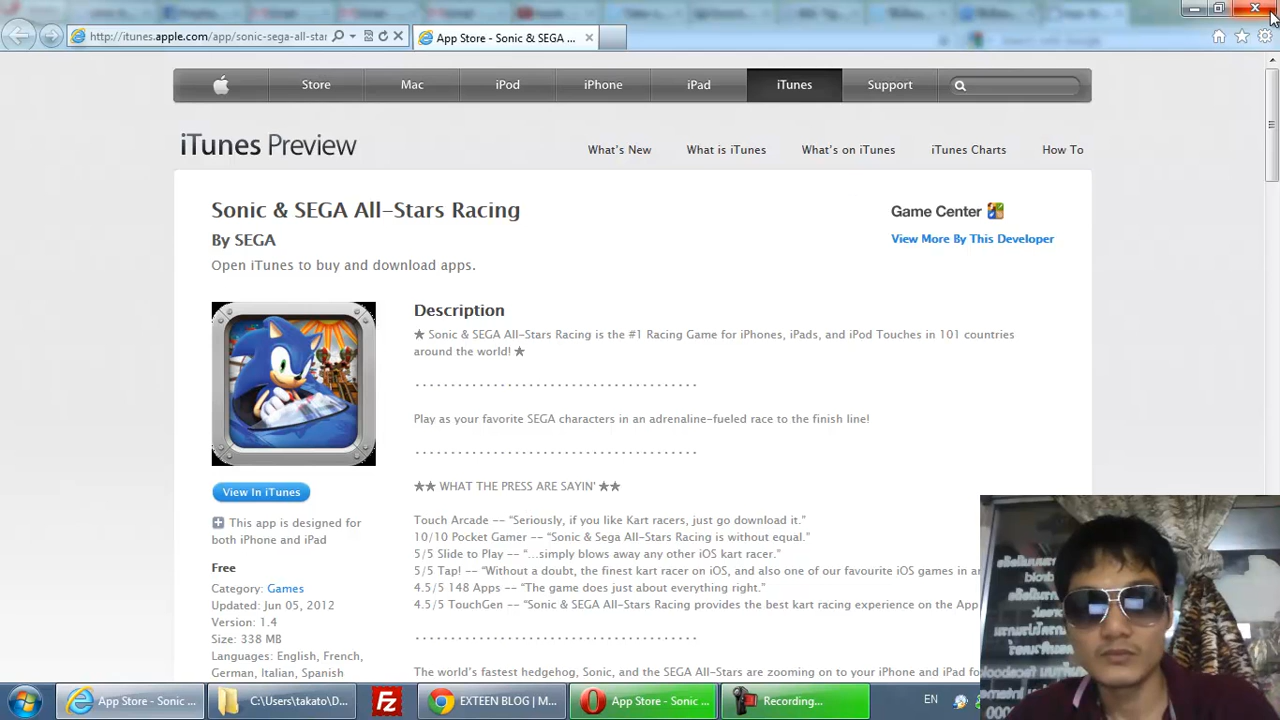 http://itunes.apple.com/app/sonic-sega-all-star
App Store - Sonic & SEGA ...
Store
Mac
iPod
iPhone
iPad
iTunes
Support
iTunes Preview
What's New
What is iTunes
What's on iTunes
iTunes Charts
How To
Sonic & SEGA All-Stars Racing
By SEGA
Open iTunes to buy and download apps.
Game Center
View More By This Developer
Description
★ Sonic & SEGA All-Stars Racing is the #1 Racing Game for iPhones, iPads, and iPod Touches in 101 countries
around the world! ★
Play as your favorite SEGA characters in an adrenaline-fueled race to the finish line!
★★ WHAT THE PRESS ARE SAYIN' ★★
Touch Arcade -- “Seriously, if you like Kart racers, just go download it.”
10/10 Pocket Gamer -- “Sonic & Sega All-Stars Racing is without equal.”
5/5 Slide to Play -- “...simply blows away any other iOS kart racer.”
5/5 Tap! -- “Without a doubt, the finest kart racer on iOS, and also one of our favourite iOS games in
4.5/5 148 Apps -- “The game does just about everything right.”
4.5/5 TouchGen -- “Sonic & SEGA All-Stars Racing provides the best kart racing experience on the App
The world's fastest hedgehog, Sonic, and the SEGA All-Stars are zooming on to your iPhone and iPad
View In iTunes
This app is designed for
both iPhone and iPad
Free
Category: Games
Updated: Jun 05, 2012
Version: 1.4
Size: 338 MB
Languages: English, French,
German, Italian, Spanish
App Store - Sonic ...
C:\Users\takato\D...
Fz
EXTEEN BLOG | M...
App Store - Sonic ...
Recording...
EN